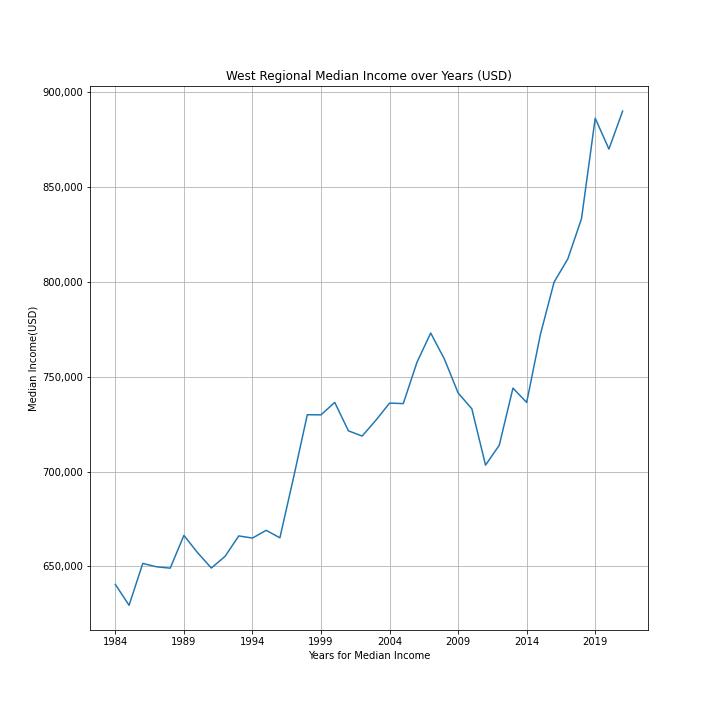 West Regional Median Income over Years (USD)
900,000
850,000
800,000
750,000
700,000
650,000
Median Income(USD)
1984 1989 1994 1999 2004 2009 2014 2019
Years for Median Income